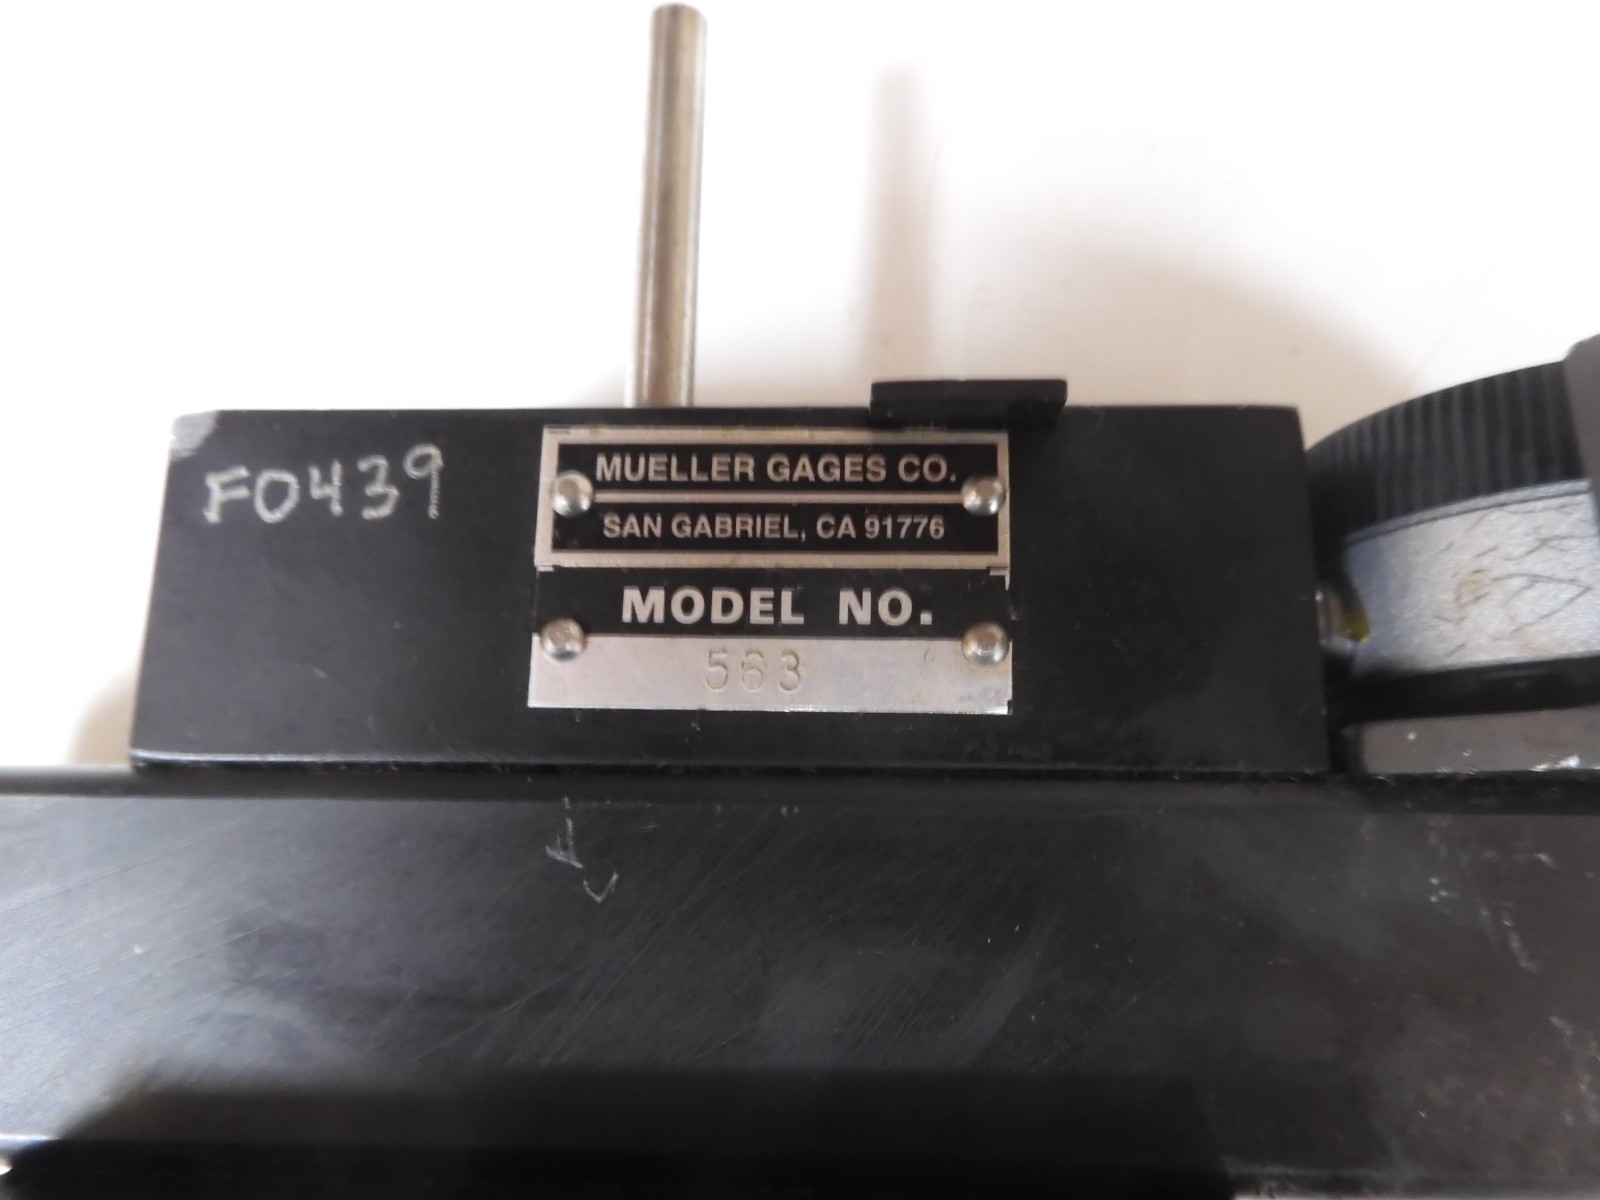 F0439
MUELLER GAGES CO.
SAN GABRIEL, CA 91776
MODEL NO.
563